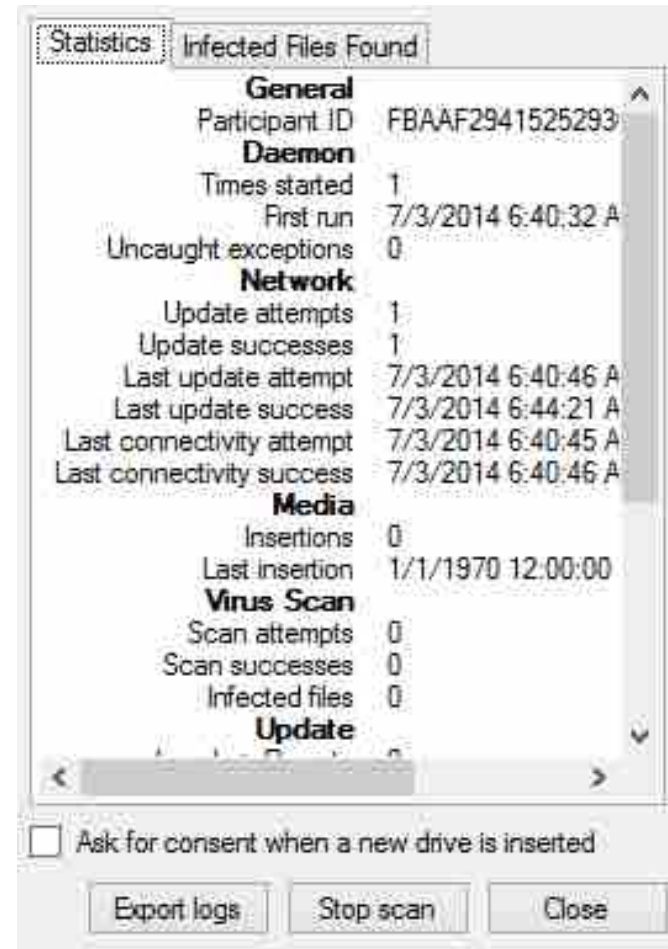 Statistics Infected Files Found
General
Participant ID FBAAF2941525293
Daemon
Times started 1
First run 7/3/2014 6:40:32 A
Uncaught exceptions 0
Network
Update attempts 1
Update successes 1
Last update attempt 7/3/2014 6:40:46 A
Last update success 7/3/2014 6:44:21 A
Last connectivity attempt 7/3/2014 6:40:45 A
Last connectivity success 7/3/2014 6:40:46 A
Media
Insertions 0
Last insertion 1/1/1970 12:00:00
Virus Scan
Scan attempts 0
Scan successes 0
Infected files 0
Update
Ask for consent when a new drive is inserted
Export logs Stop scan Close